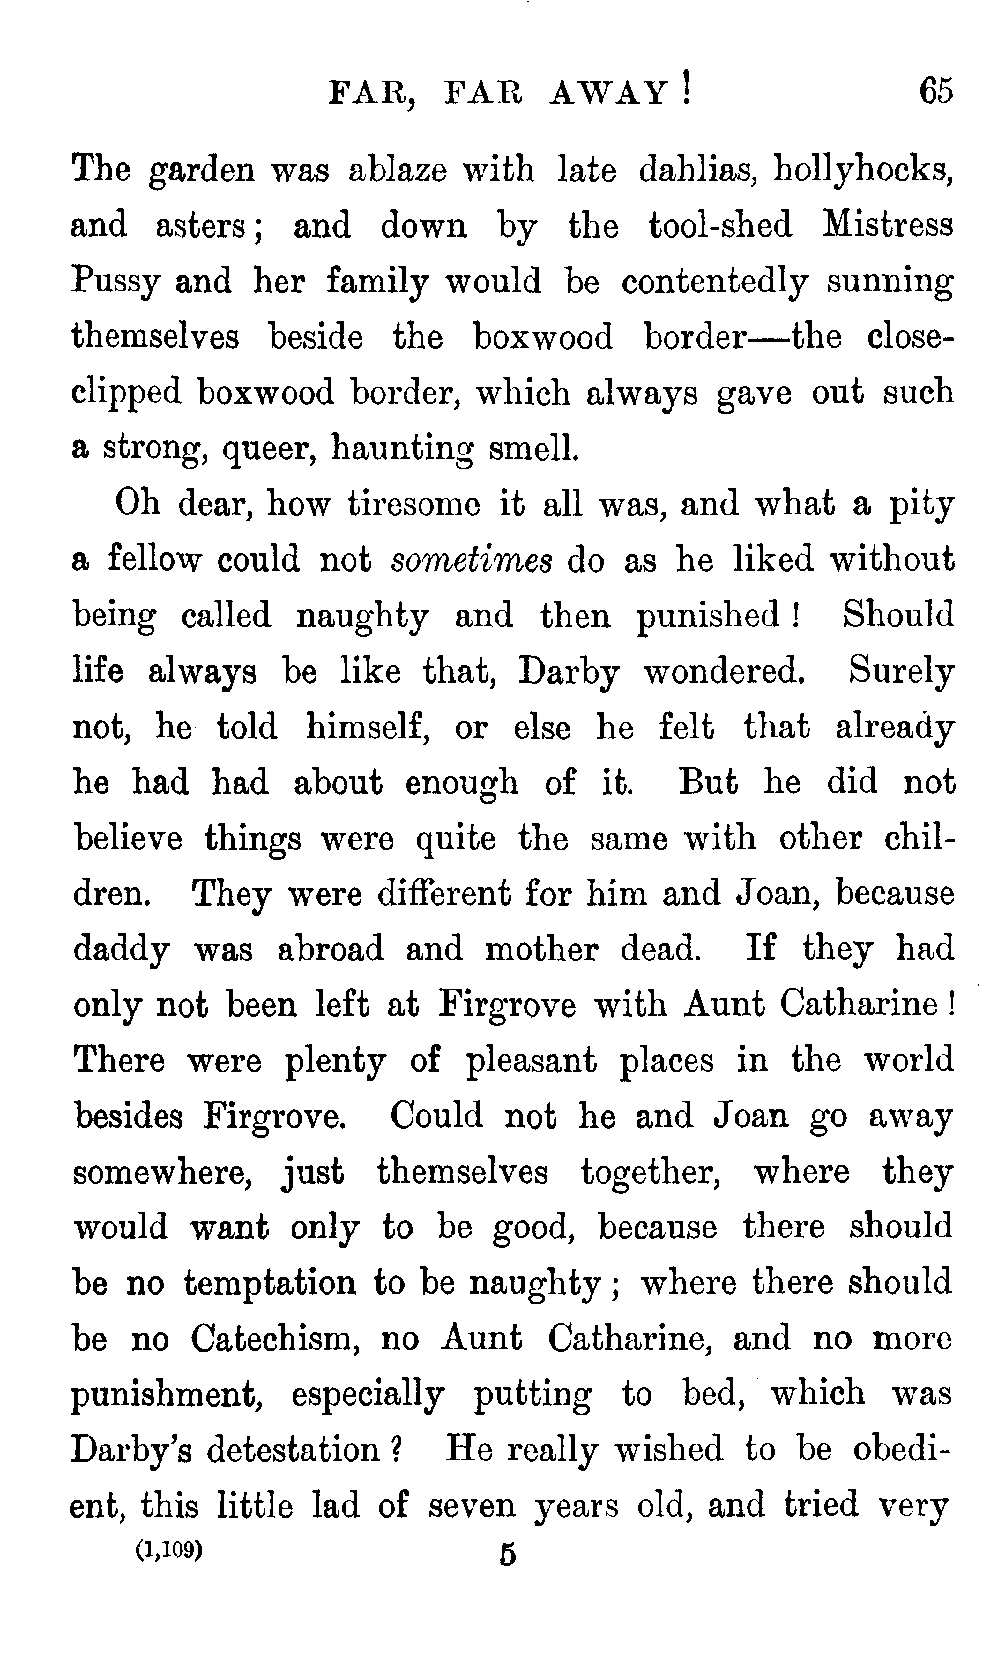 FAR, FAR AWAY! 65
The garden was ablaze with late dahlias, hollyhocks,
and asters; and down by the tool-shed Mistress
Pussy and her family would be contentedly sunning
themselves beside the boxwood border—the close-
clipped boxwood border, which always gave out such
a strong, queer, haunting smell.
Oh dear, how tiresome it all was, and what a pity
a fellow could not sometimes do as he liked without
being called naughty and then punished! Should
life always be like that, Darby wondered. Surely
not, he told himself, or else he felt that already
he had had about enough of it. But he did not
believe things were quite the same with other chil-
dren. They were different for him and Joan, because
daddy was abroad and mother dead. If they had
only not been left at Firgrove with Aunt Catharine!
There were plenty of pleasant places in the world
besides Firgrove. Could not he and Joan go away
somewhere, just themselves together, where they
would want only to be good, because there should
be no temptation to be naughty; where there should
be no Catechism, no Aunt Catharine, and no more
punishment, especially putting to bed, which was
Darby's detestation? He really wished to be obedi-
ent, this little lad of seven years old, and tried very
(1,109) 5